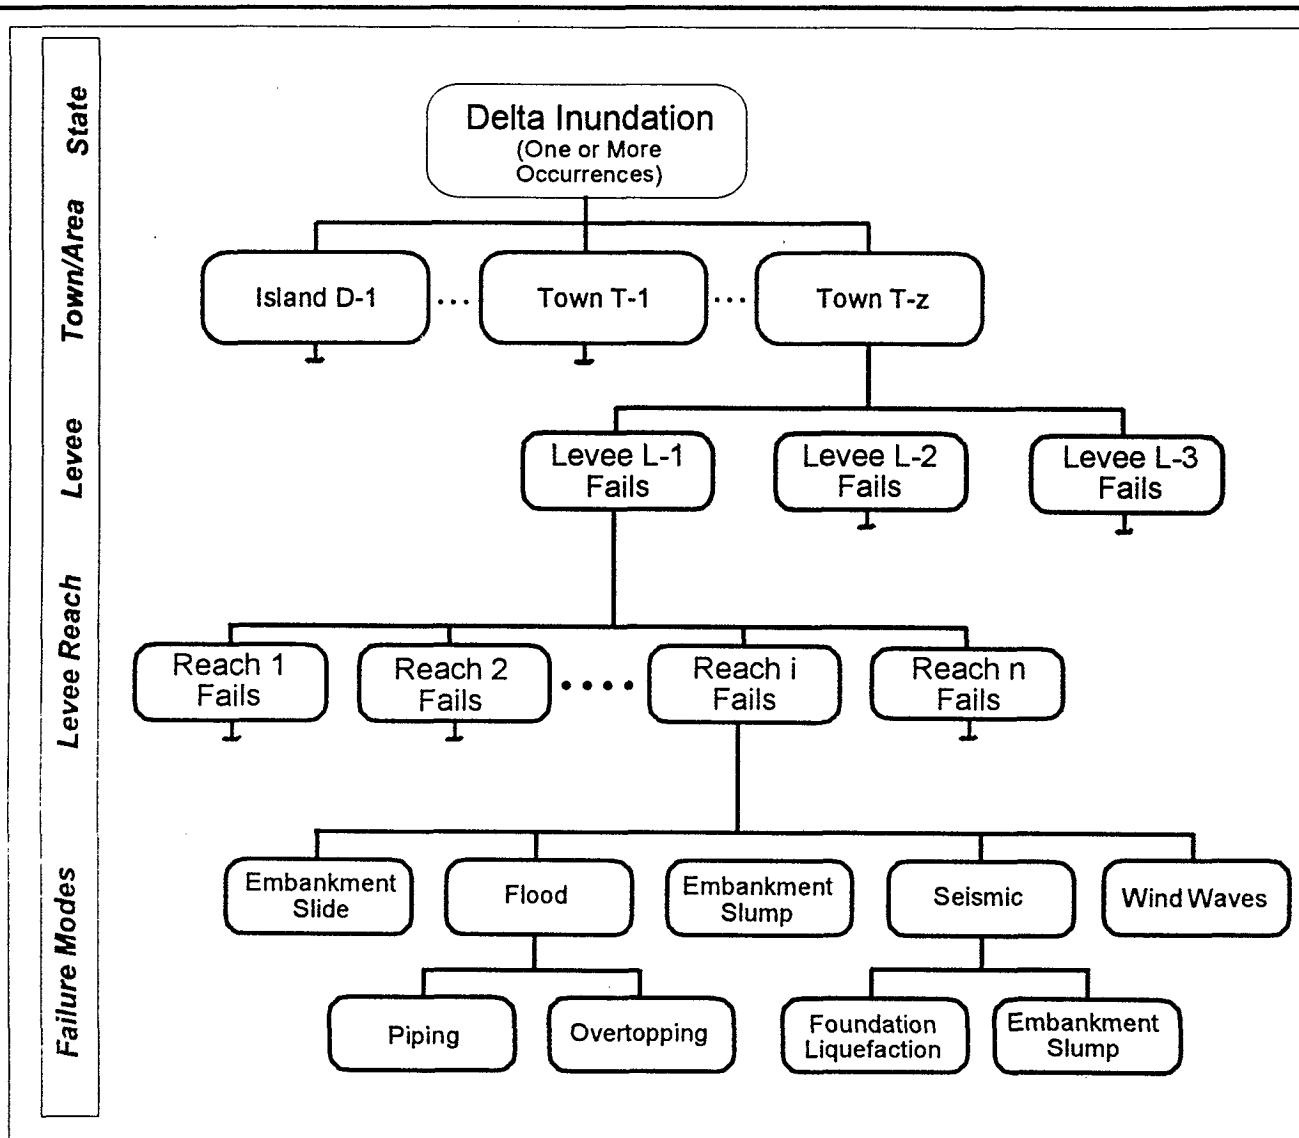 State
Delta Inundation
(One or More
Occurrences)
Town/Area
Island D-1
...
Town T-1
...
Town T-z
Levee
Levee L-1
Fails
Levee L-2
Fails
Levee L-3
Fails
Levee Reach
Reach 1
Fails
Reach 2
Fails
....
Reach i
Fails
Reach n
Fails
Failure Modes
Embankment
Slide
Flood
Embankment
Slump
Seismic
Wind Waves
Piping
Overtopping
Foundation
Liquefaction
Embankment
Slump